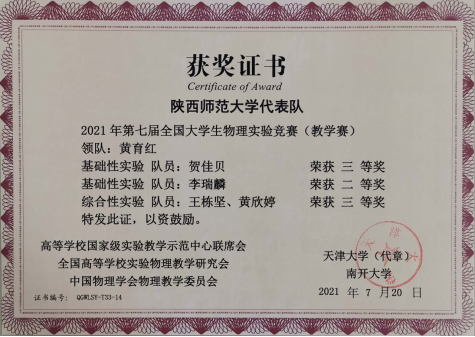 获奖证书
Certificate of Award
陕西师范大学代表队
2021年第七届全国大学生物理实验竞赛（教学赛）
领队：黄育红
基础性实验 队员：贺佳贝 荣获 三 等奖
基础性实验 队员：李瑞麟 荣获 二 等奖
综合性实验 队员：王栋坚、黄欣婷 荣获 三 等奖
特发此证，以资鼓励。
高等学校国家级实验教学示范中心联席会
全国高等学校实验物理教学研究会
中国物理学会物理教学委员会
天津大学（代章）
南开大学
2021 年 7 月 20 日
证书编号： QGWLSY-T33-14